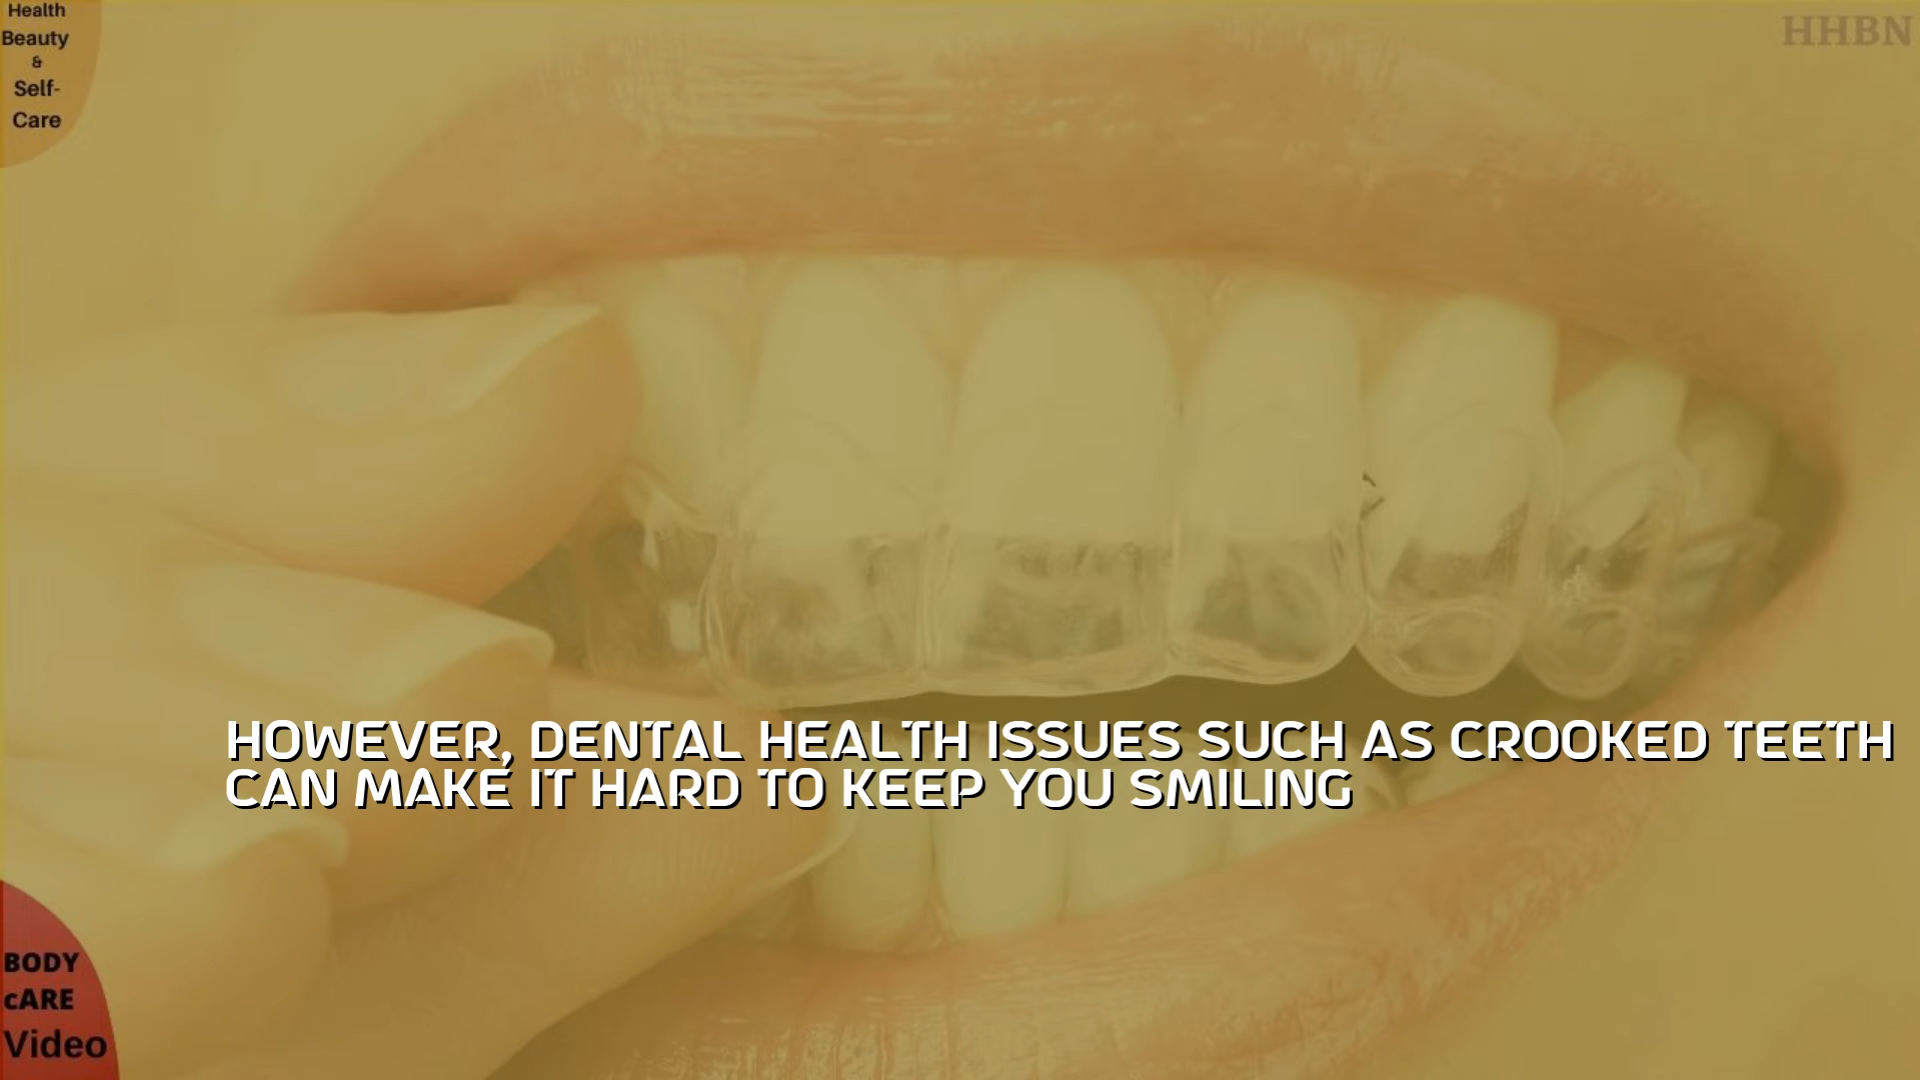 Health
Beauty
&
Self-
Care
HHBN
HOWEVER, DENTAL HEALTH ISSUES SUCH AS CROOKED TEETH
CAN MAKE IT HARD TO KEEP YOU SMILING
BODY
cARE
Video